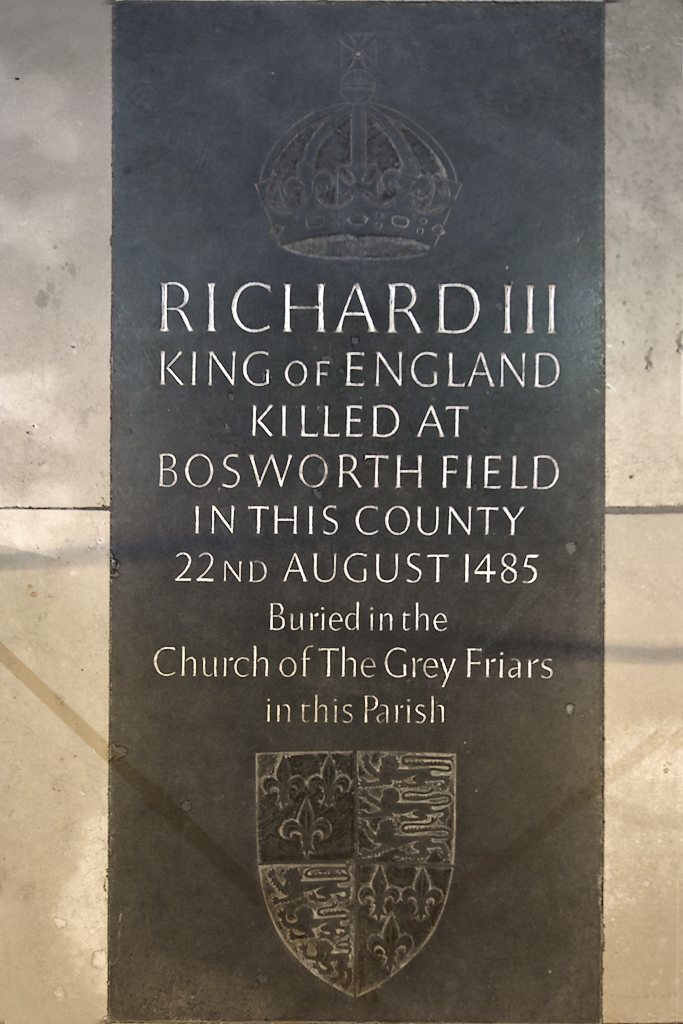 RICHARD III
KING OF ENGLAND
KILLED AT
BOSWORTH FIELD
IN THIS COUNTY
22ND AUGUST 1485
Buried in the
Church of The Grey Friars
in this Parish